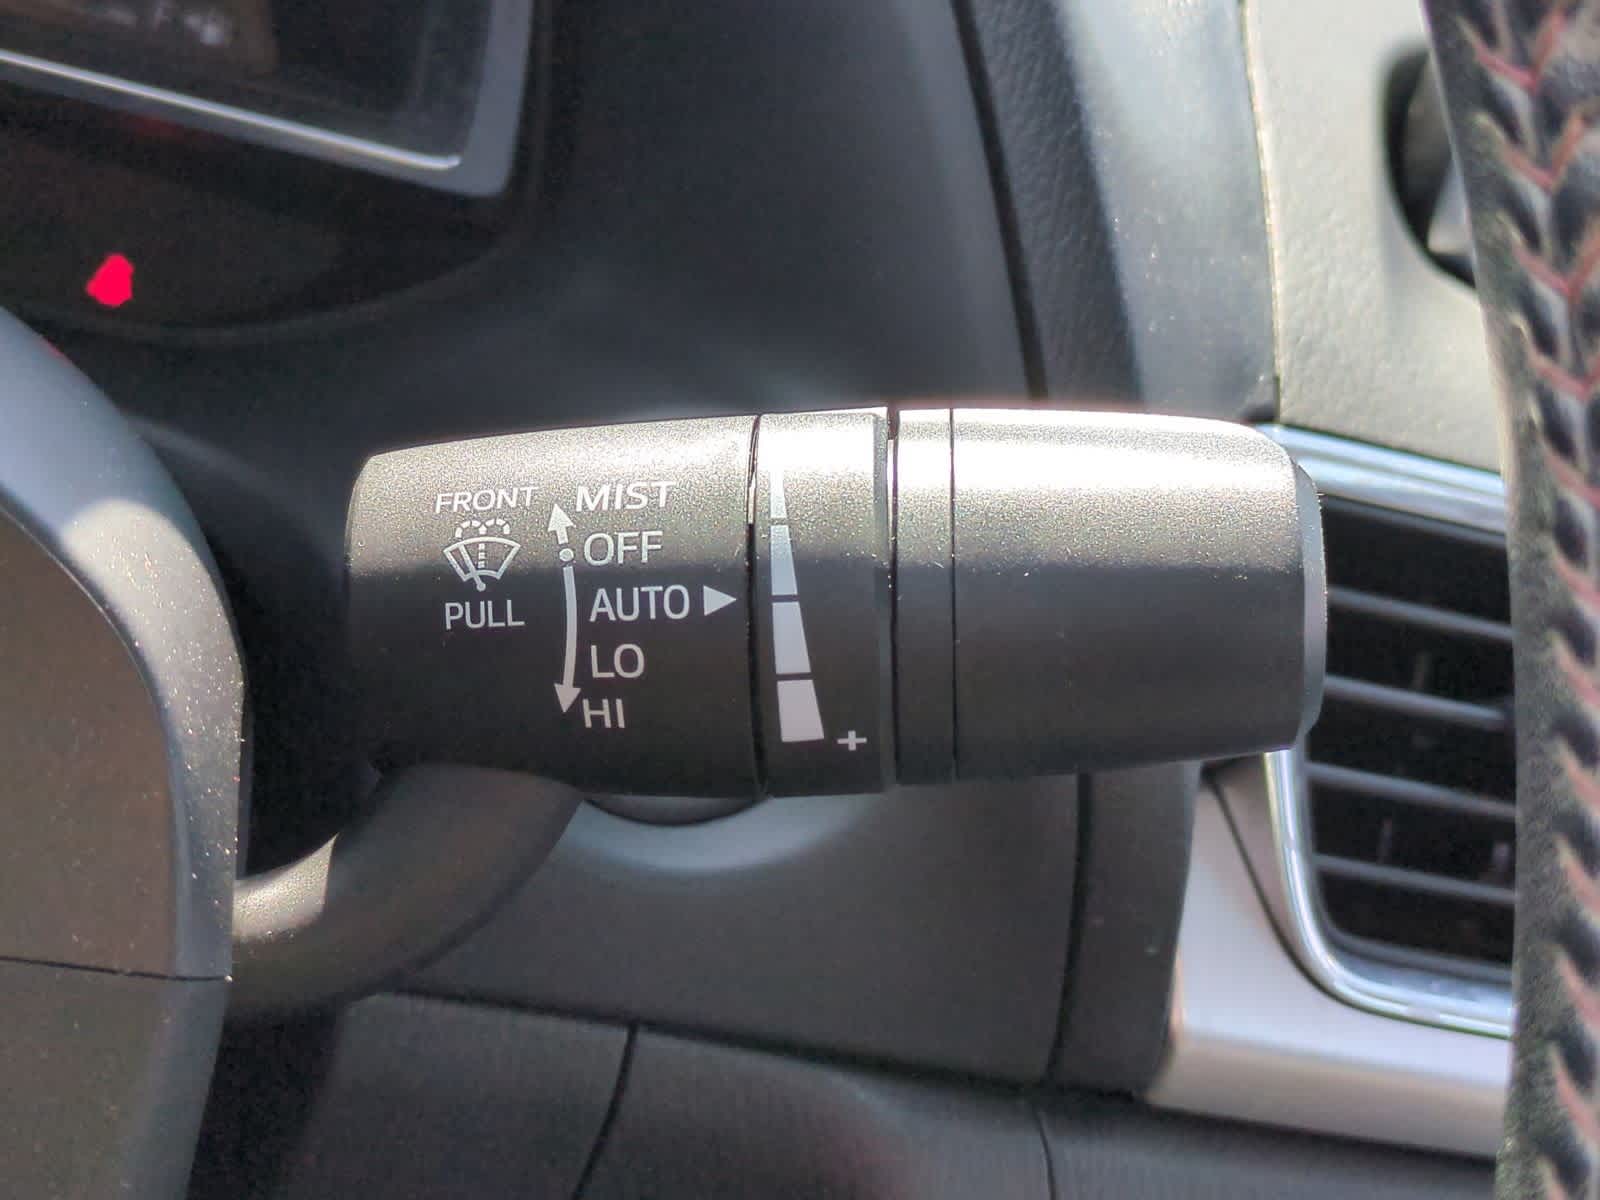 FRONT
PULL
MIST
OFF
AUTO
LO
HI
+